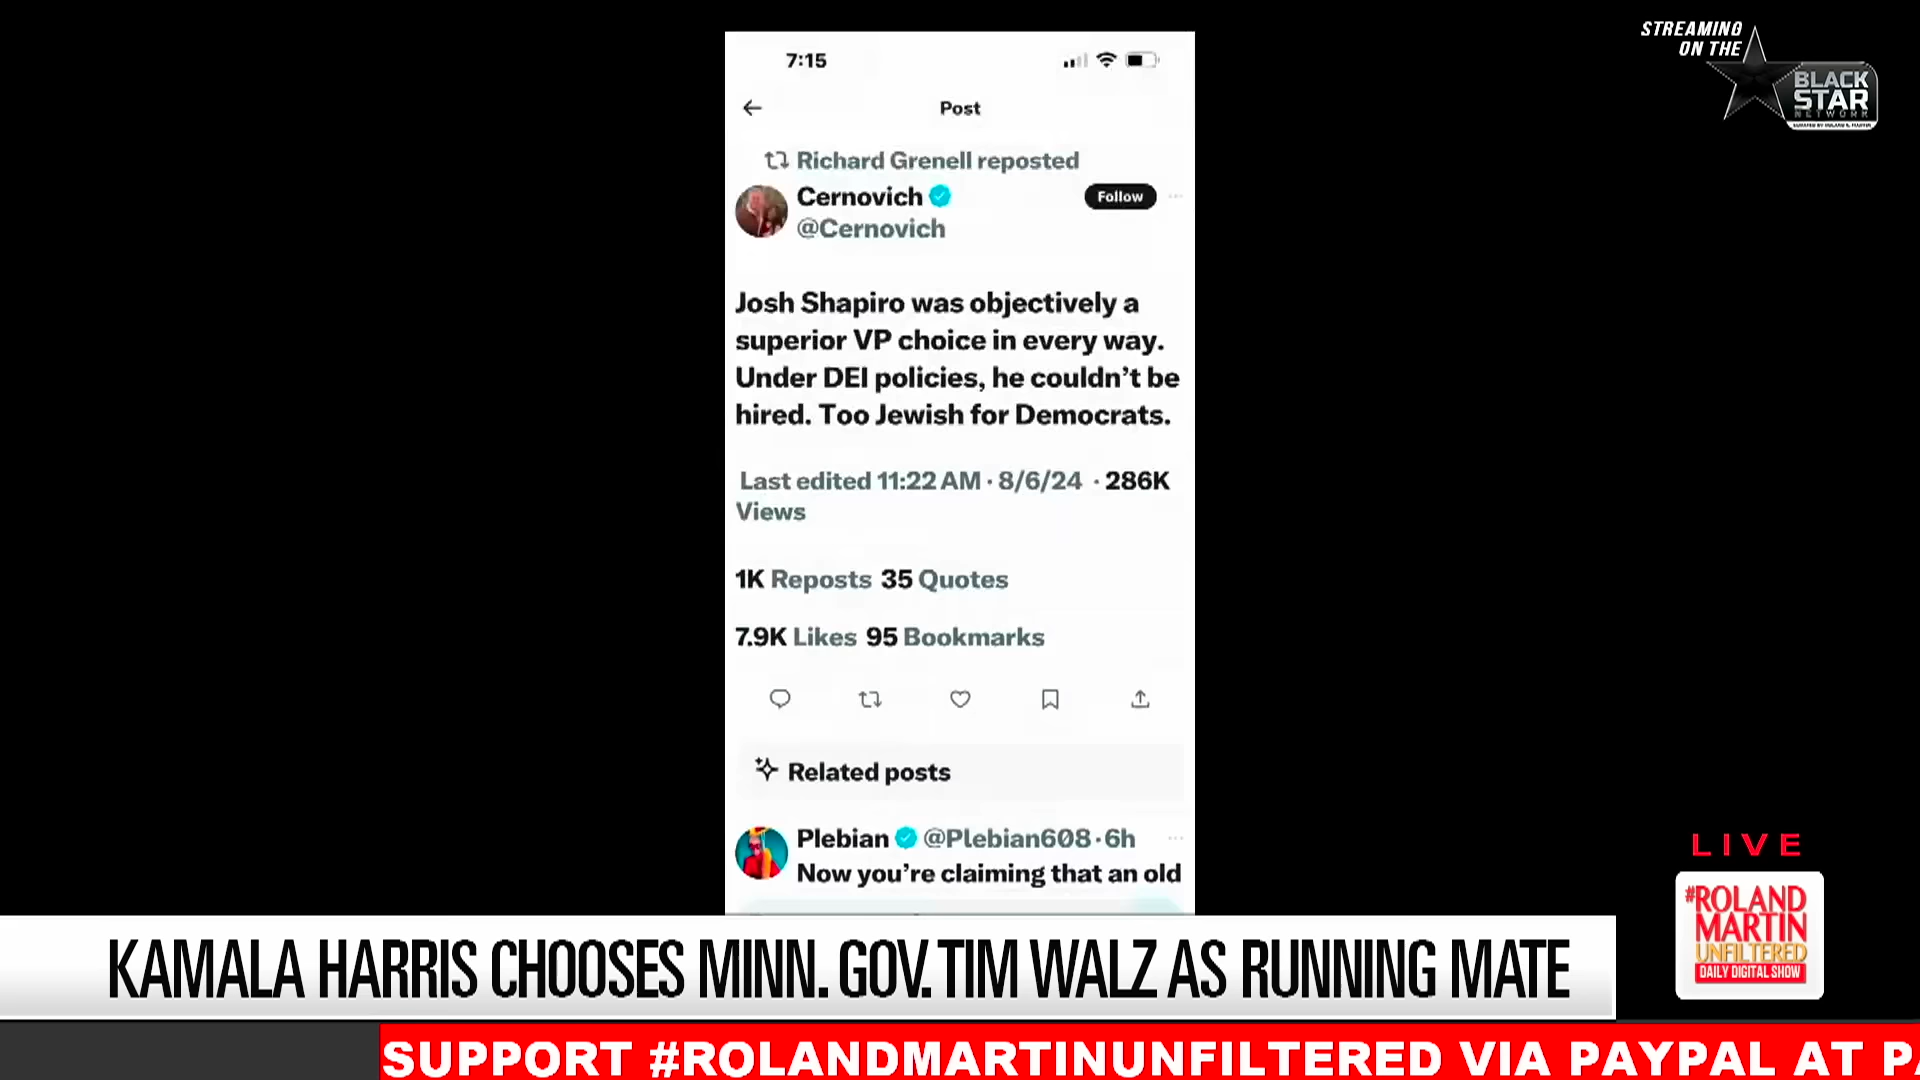 STREAMING
ON THE
BLACK
STAR
NETWORK
7:15
Post
Richard Grenell reposted
Cernovich
Follow
@Cernovich
Josh Shapiro was objectively a
superior VP choice in every way.
Under DEI policies, he couldn't be
hired. Too Jewish for Democrats.
Last edited 11:22 AM · 8/6/24 · 286K
Views
1K Reposts 35 Quotes
7.9K Likes 95 Bookmarks
Related posts
Plebian @Plebian608 · 6h
Now you're claiming that an old
LIVE
#ROLAND
MARTIN
UNFILTERED
DAILY DIGITAL SHOW
KAMALA HARRIS CHOOSES MINN. GOV. TIM WALZ AS RUNNING MATE
SUPPORT #ROLANDMARTINUNFILTERED VIA PAYPAL AT